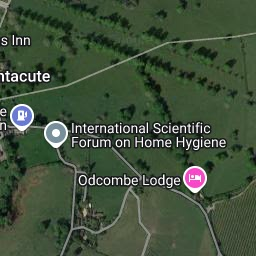 s Inn
ntacute
e
n
International Scientific
Forum on Home Hygiene
Odcombe Lodge